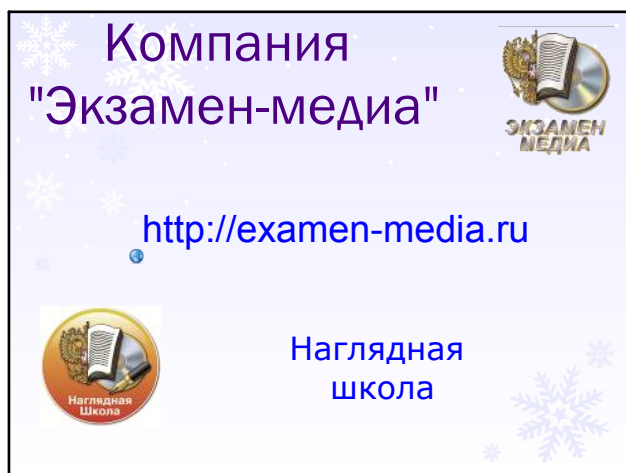 Компания
"Экзамен-медиа"
ЭКЗАМЕН
МЕДИА
http://examen-media.ru
Наглядная
Школа
Наглядная
школа